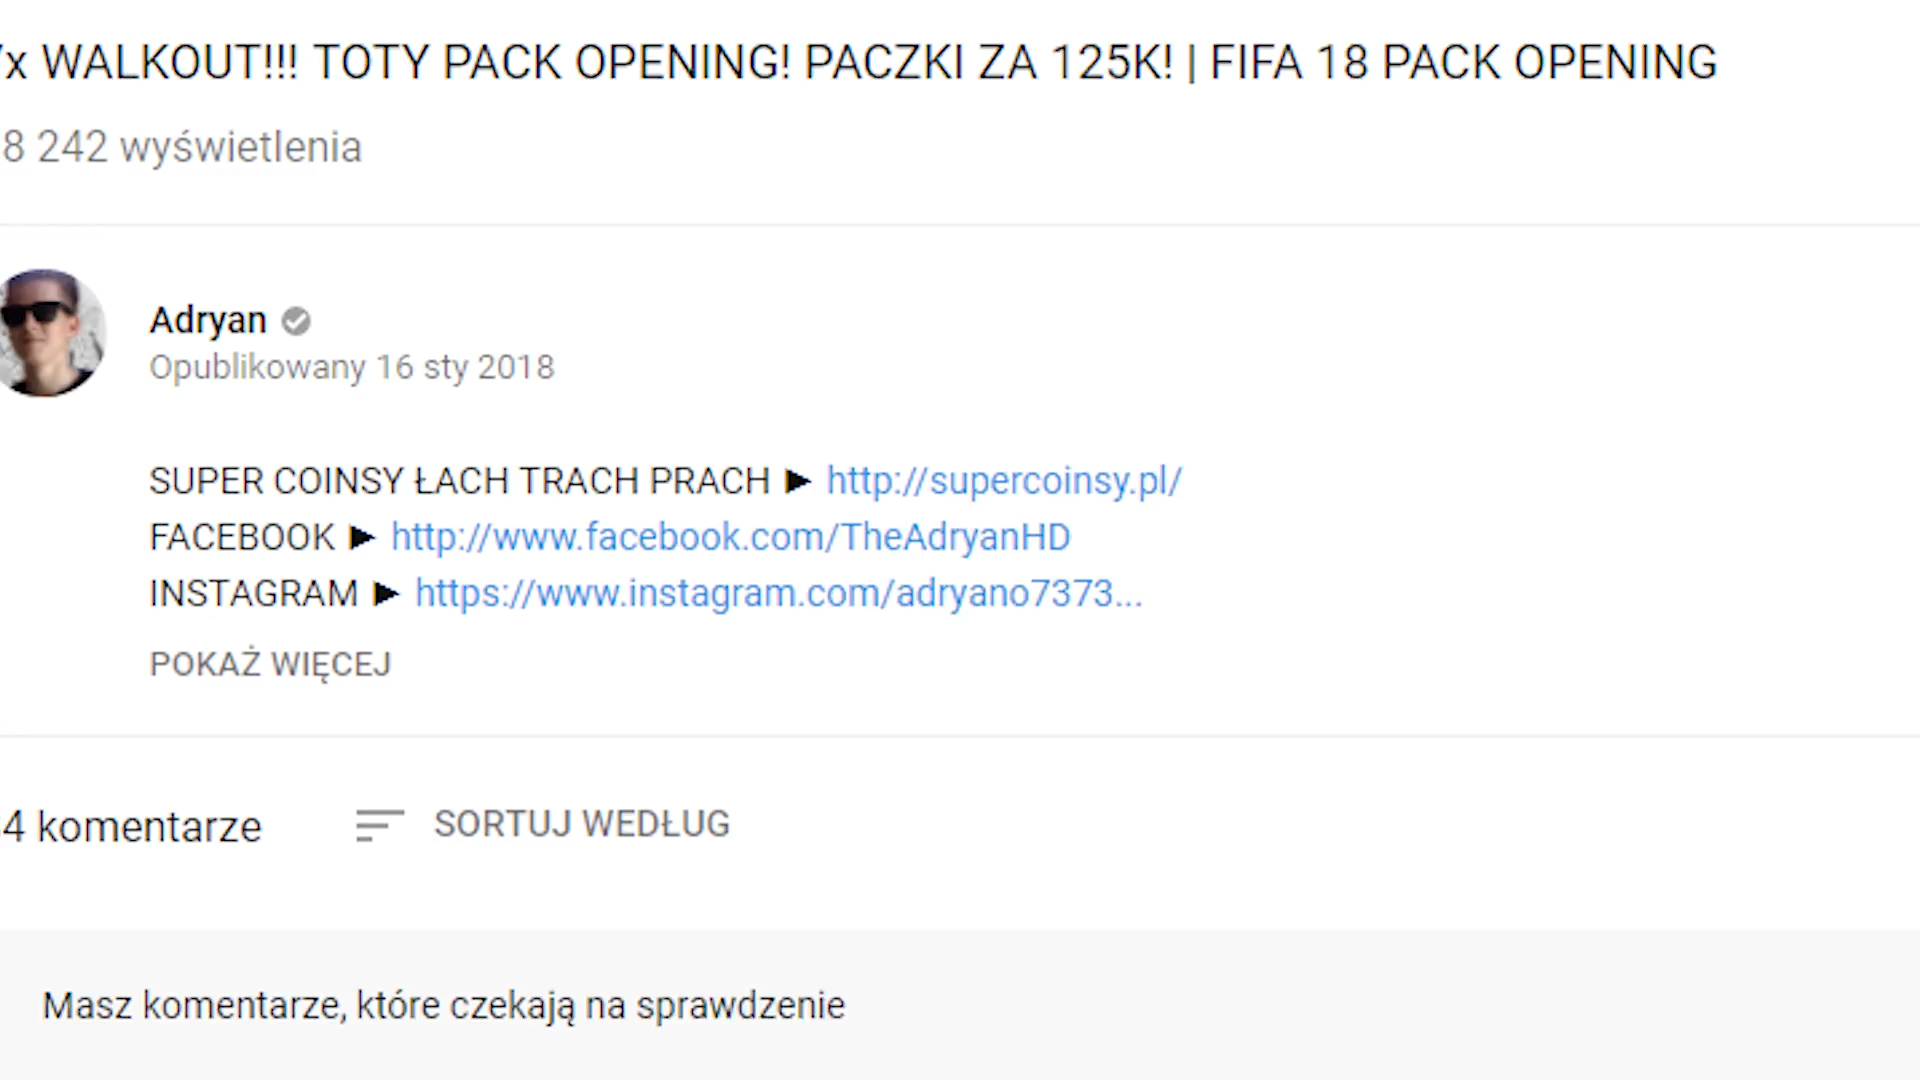 x WALKOUT!!! TOTY PACK OPENING! PACZKI ZA 125K! | FIFA 18 PACK OPENING
8 242 wyświetlenia
Adryan
Opublikowany 16 sty 2018
SUPER COINSY ŁACH TRACH PRACH ► http://supercoinsy.pl/
FACEBOOK ► http://www.facebook.com/TheAdryanHD
INSTAGRAM ► https://www.instagram.com/adryano7373...
POKAŻ WIĘCEJ
4 komentarze
SORTUJ WEDŁUG
Masz komentarze, które czekają na sprawdzenie